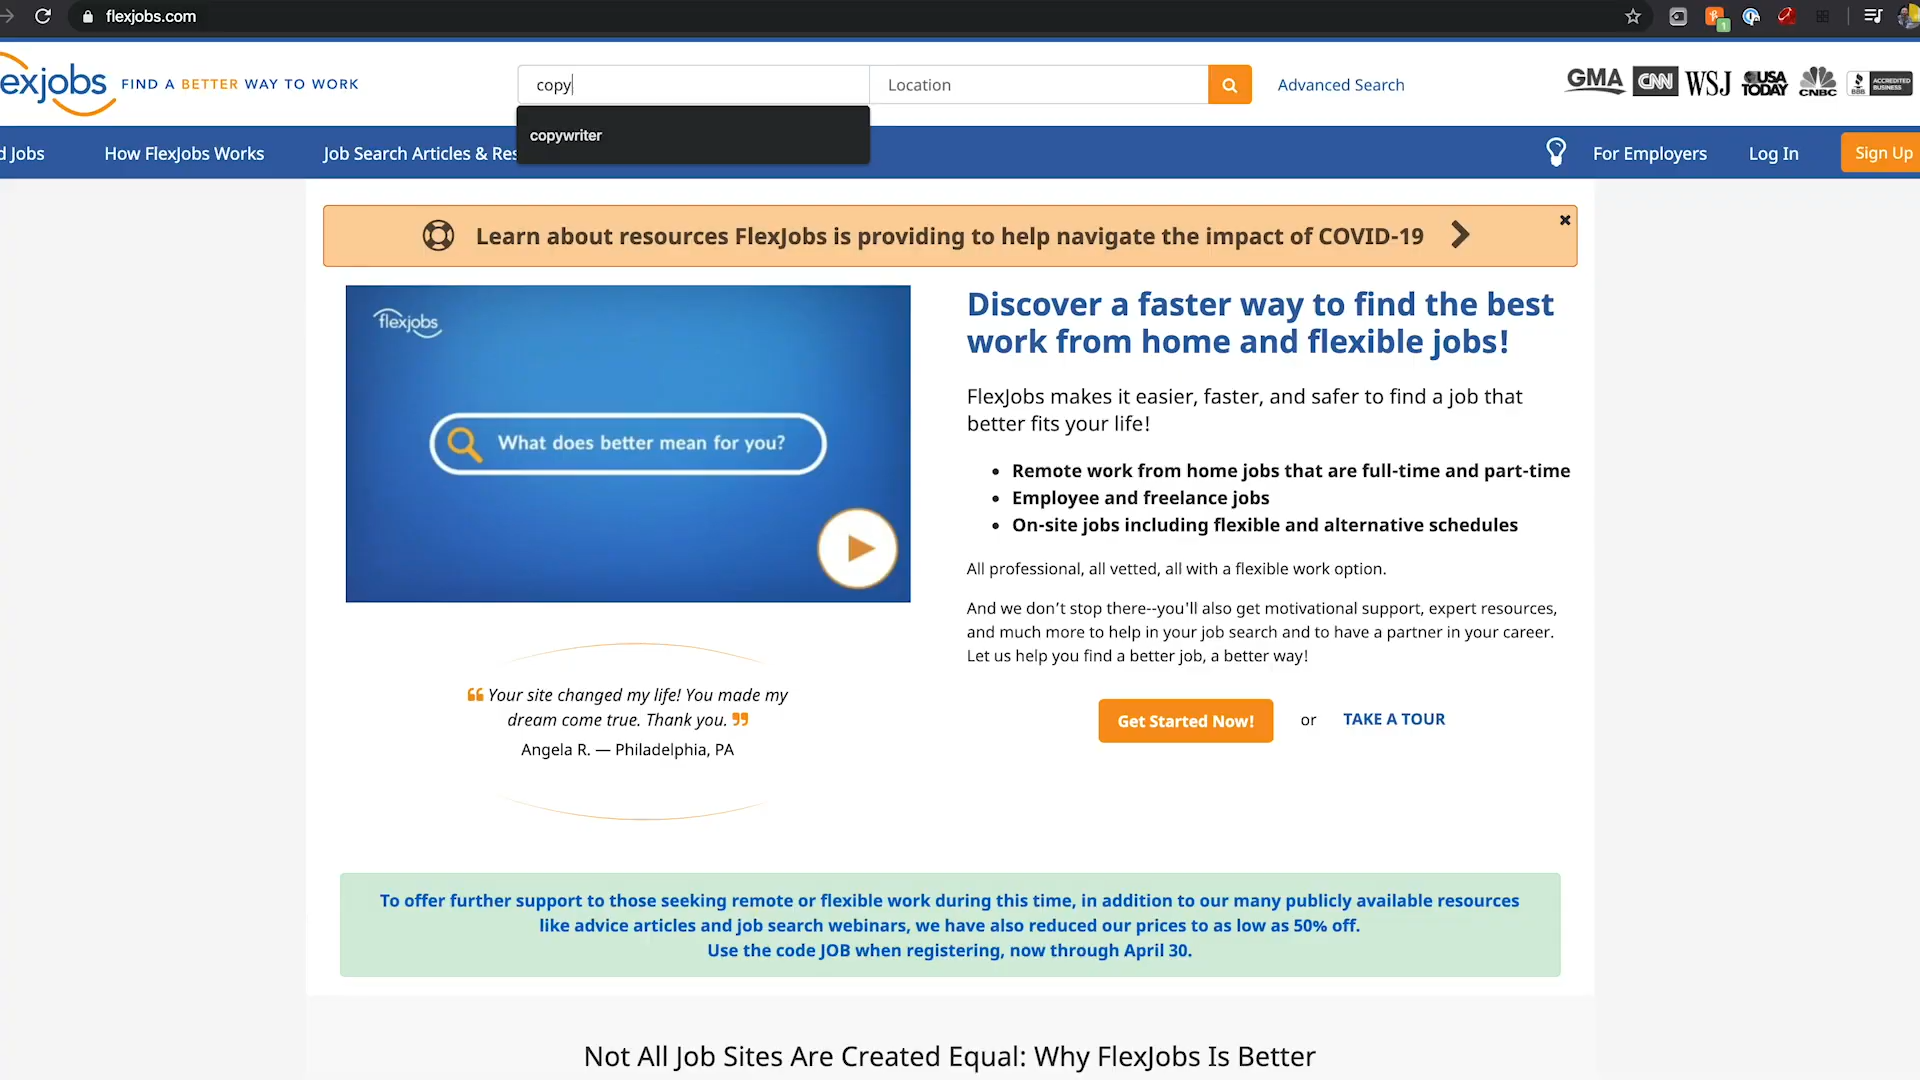 flexjobs.com
exjobs FIND A BETTER WAY TO WORK
copy
Location
Advanced Search
GMA CNN WSJ USA TODAY CNBC BBB ACCREDITED BUSINESS
copywriter
d Jobs
How FlexJobs Works
Job Search Articles & Res
For Employers
Log In
Sign Up
Learn about resources FlexJobs is providing to help navigate the impact of COVID-19
flexjobs
What does better mean for you?
Discover a faster way to find the best
work from home and flexible jobs!
FlexJobs makes it easier, faster, and safer to find a job that
better fits your life!
• Remote work from home jobs that are full-time and part-time
• Employee and freelance jobs
• On-site jobs including flexible and alternative schedules
All professional, all vetted, all with a flexible work option.
And we don’t stop there--you'll also get motivational support, expert resources,
and much more to help in your job search and to have a partner in your career.
Let us help you find a better job, a better way!
Get Started Now! or TAKE A TOUR
❝ Your site changed my life! You made my
dream come true. Thank you. ❞
Angela R. — Philadelphia, PA
To offer further support to those seeking remote or flexible work during this time, in addition to our many publicly available resources
like advice articles and job search webinars, we have also reduced our prices to as low as 50% off.
Use the code JOB when registering, now through April 30.
Not All Job Sites Are Created Equal: Why FlexJobs Is Better